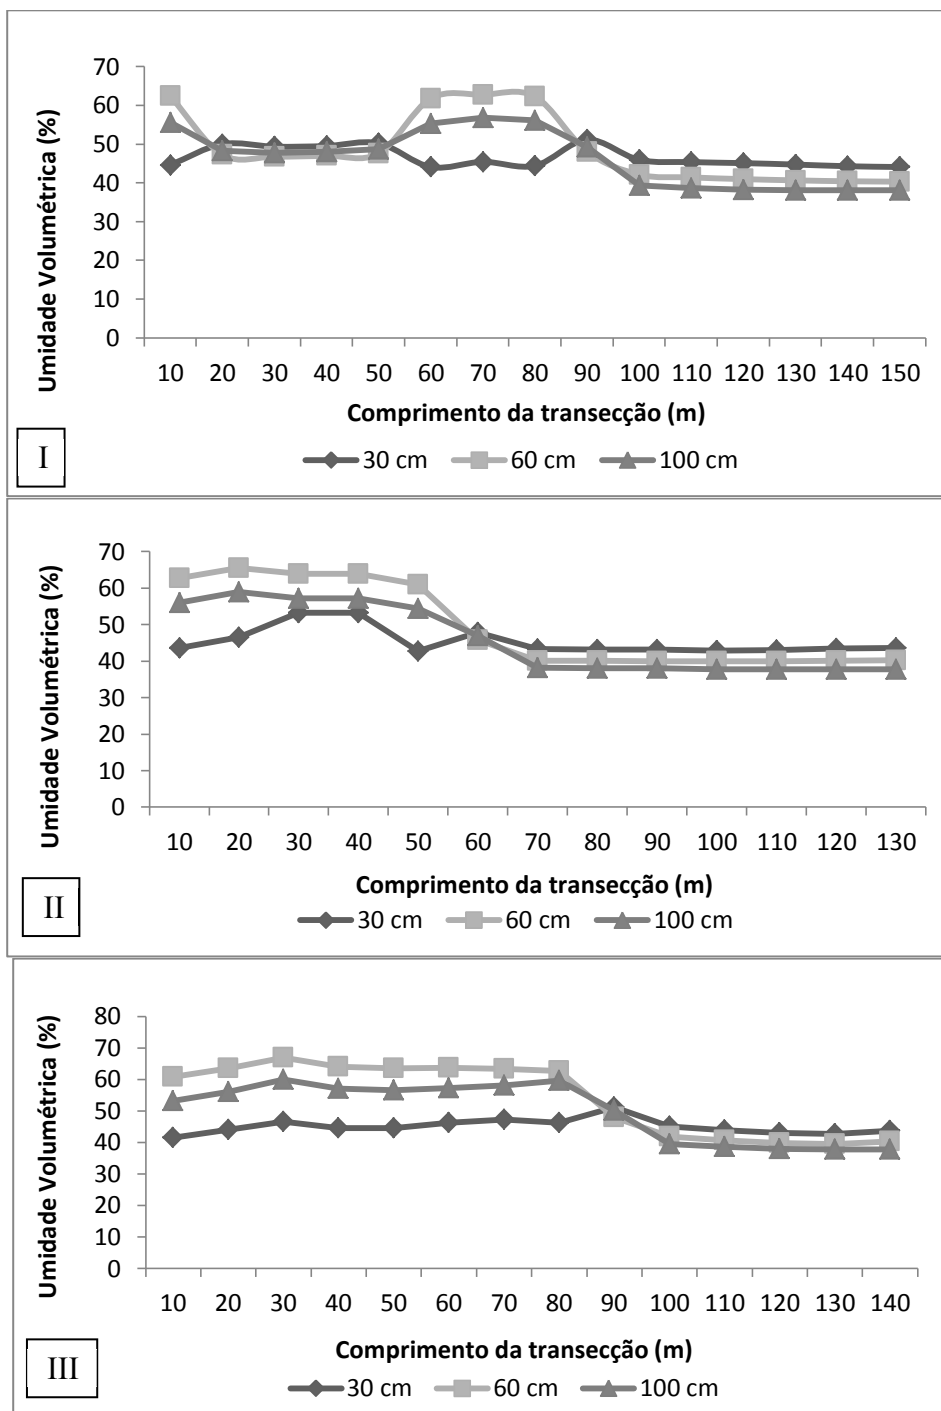 70
60
50
40
30
20
10
0
Umidade Volumétrica (%)
10 20 30 40 50 60 70 80 90 100 110 120 130 140 150
Comprimento da transecção (m)
30 cm 60 cm 100 cm
I
70
60
50
40
30
20
10
0
Umidade Volumétrica (%)
10 20 30 40 50 60 70 80 90 100 110 120 130
Comprimento da transecção (m)
30 cm 60 cm 100 cm
II
80
70
60
50
40
30
20
10
0
Umidade Volumétrica (%)
10 20 30 40 50 60 70 80 90 100 110 120 130 140
Comprimento da transecção (m)
30 cm 60 cm 100 cm
III